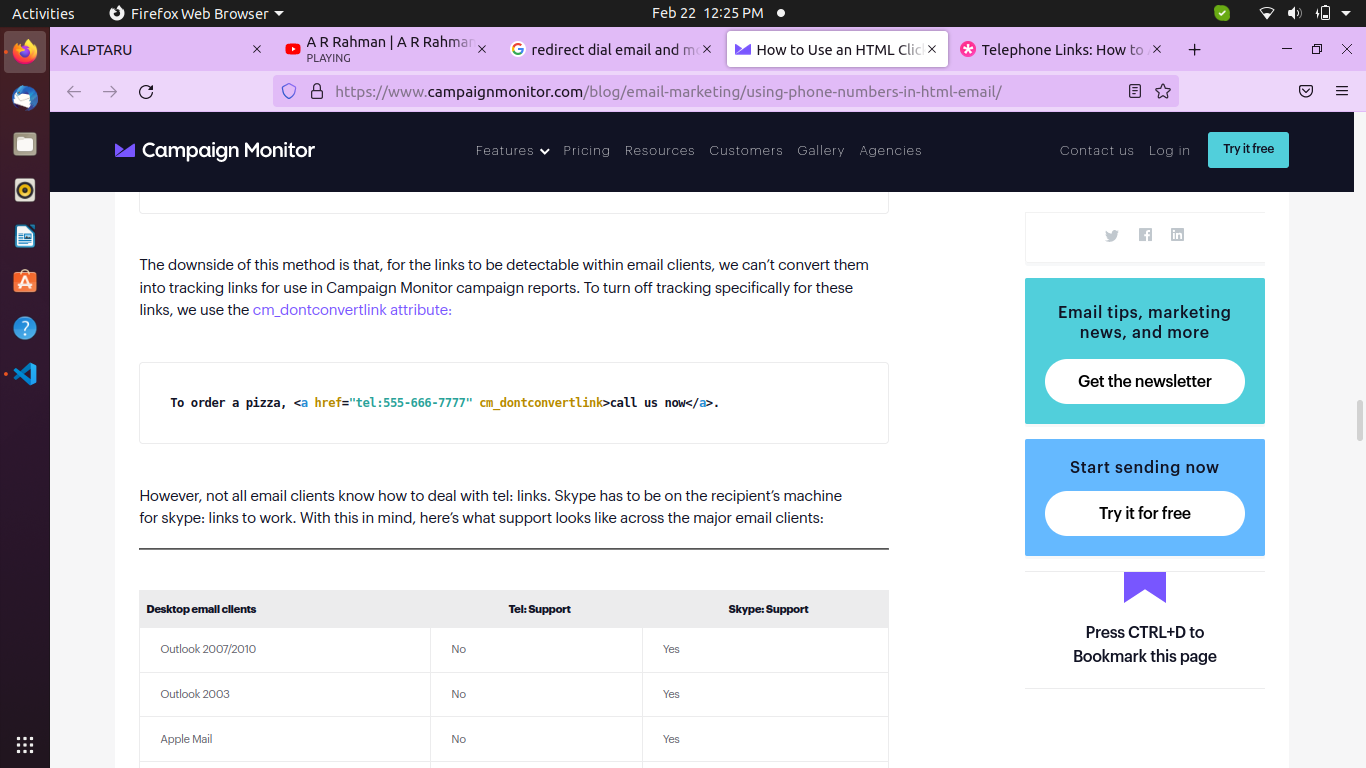 Activities
Firefox Web Browser
Feb 22 12:25 PM
KALPTARU
A R Rahman | A R Rahman
PLAYING
redirect dial email and m
How to Use an HTML Clic
Telephone Links: How to
https://www.campaignmonitor.com/blog/email-marketing/using-phone-numbers-in-html-email/
Campaign Monitor
Features
Pricing
Resources
Customers
Gallery
Agencies
Contact us
Log in
Try it free
The downside of this method is that, for the links to be detectable within email clients, we can’t convert them
into tracking links for use in Campaign Monitor campaign reports. To turn off tracking specifically for these
links, we use the cm_dontconvertlink attribute:
To order a pizza, <a href="tel:555-666-7777" cm_dontconvertlink>call us now</a>.
However, not all email clients know how to deal with tel: links. Skype has to be on the recipient’s machine
for skype: links to work. With this in mind, here’s what support looks like across the major email clients:
Desktop email clients Tel: Support Skype: Support
Outlook 2007/2010 No Yes
Outlook 2003 No Yes
Apple Mail No Yes
Email tips, marketing
news, and more
Get the newsletter
Start sending now
Try it for free
Press CTRL+D to
Bookmark this page